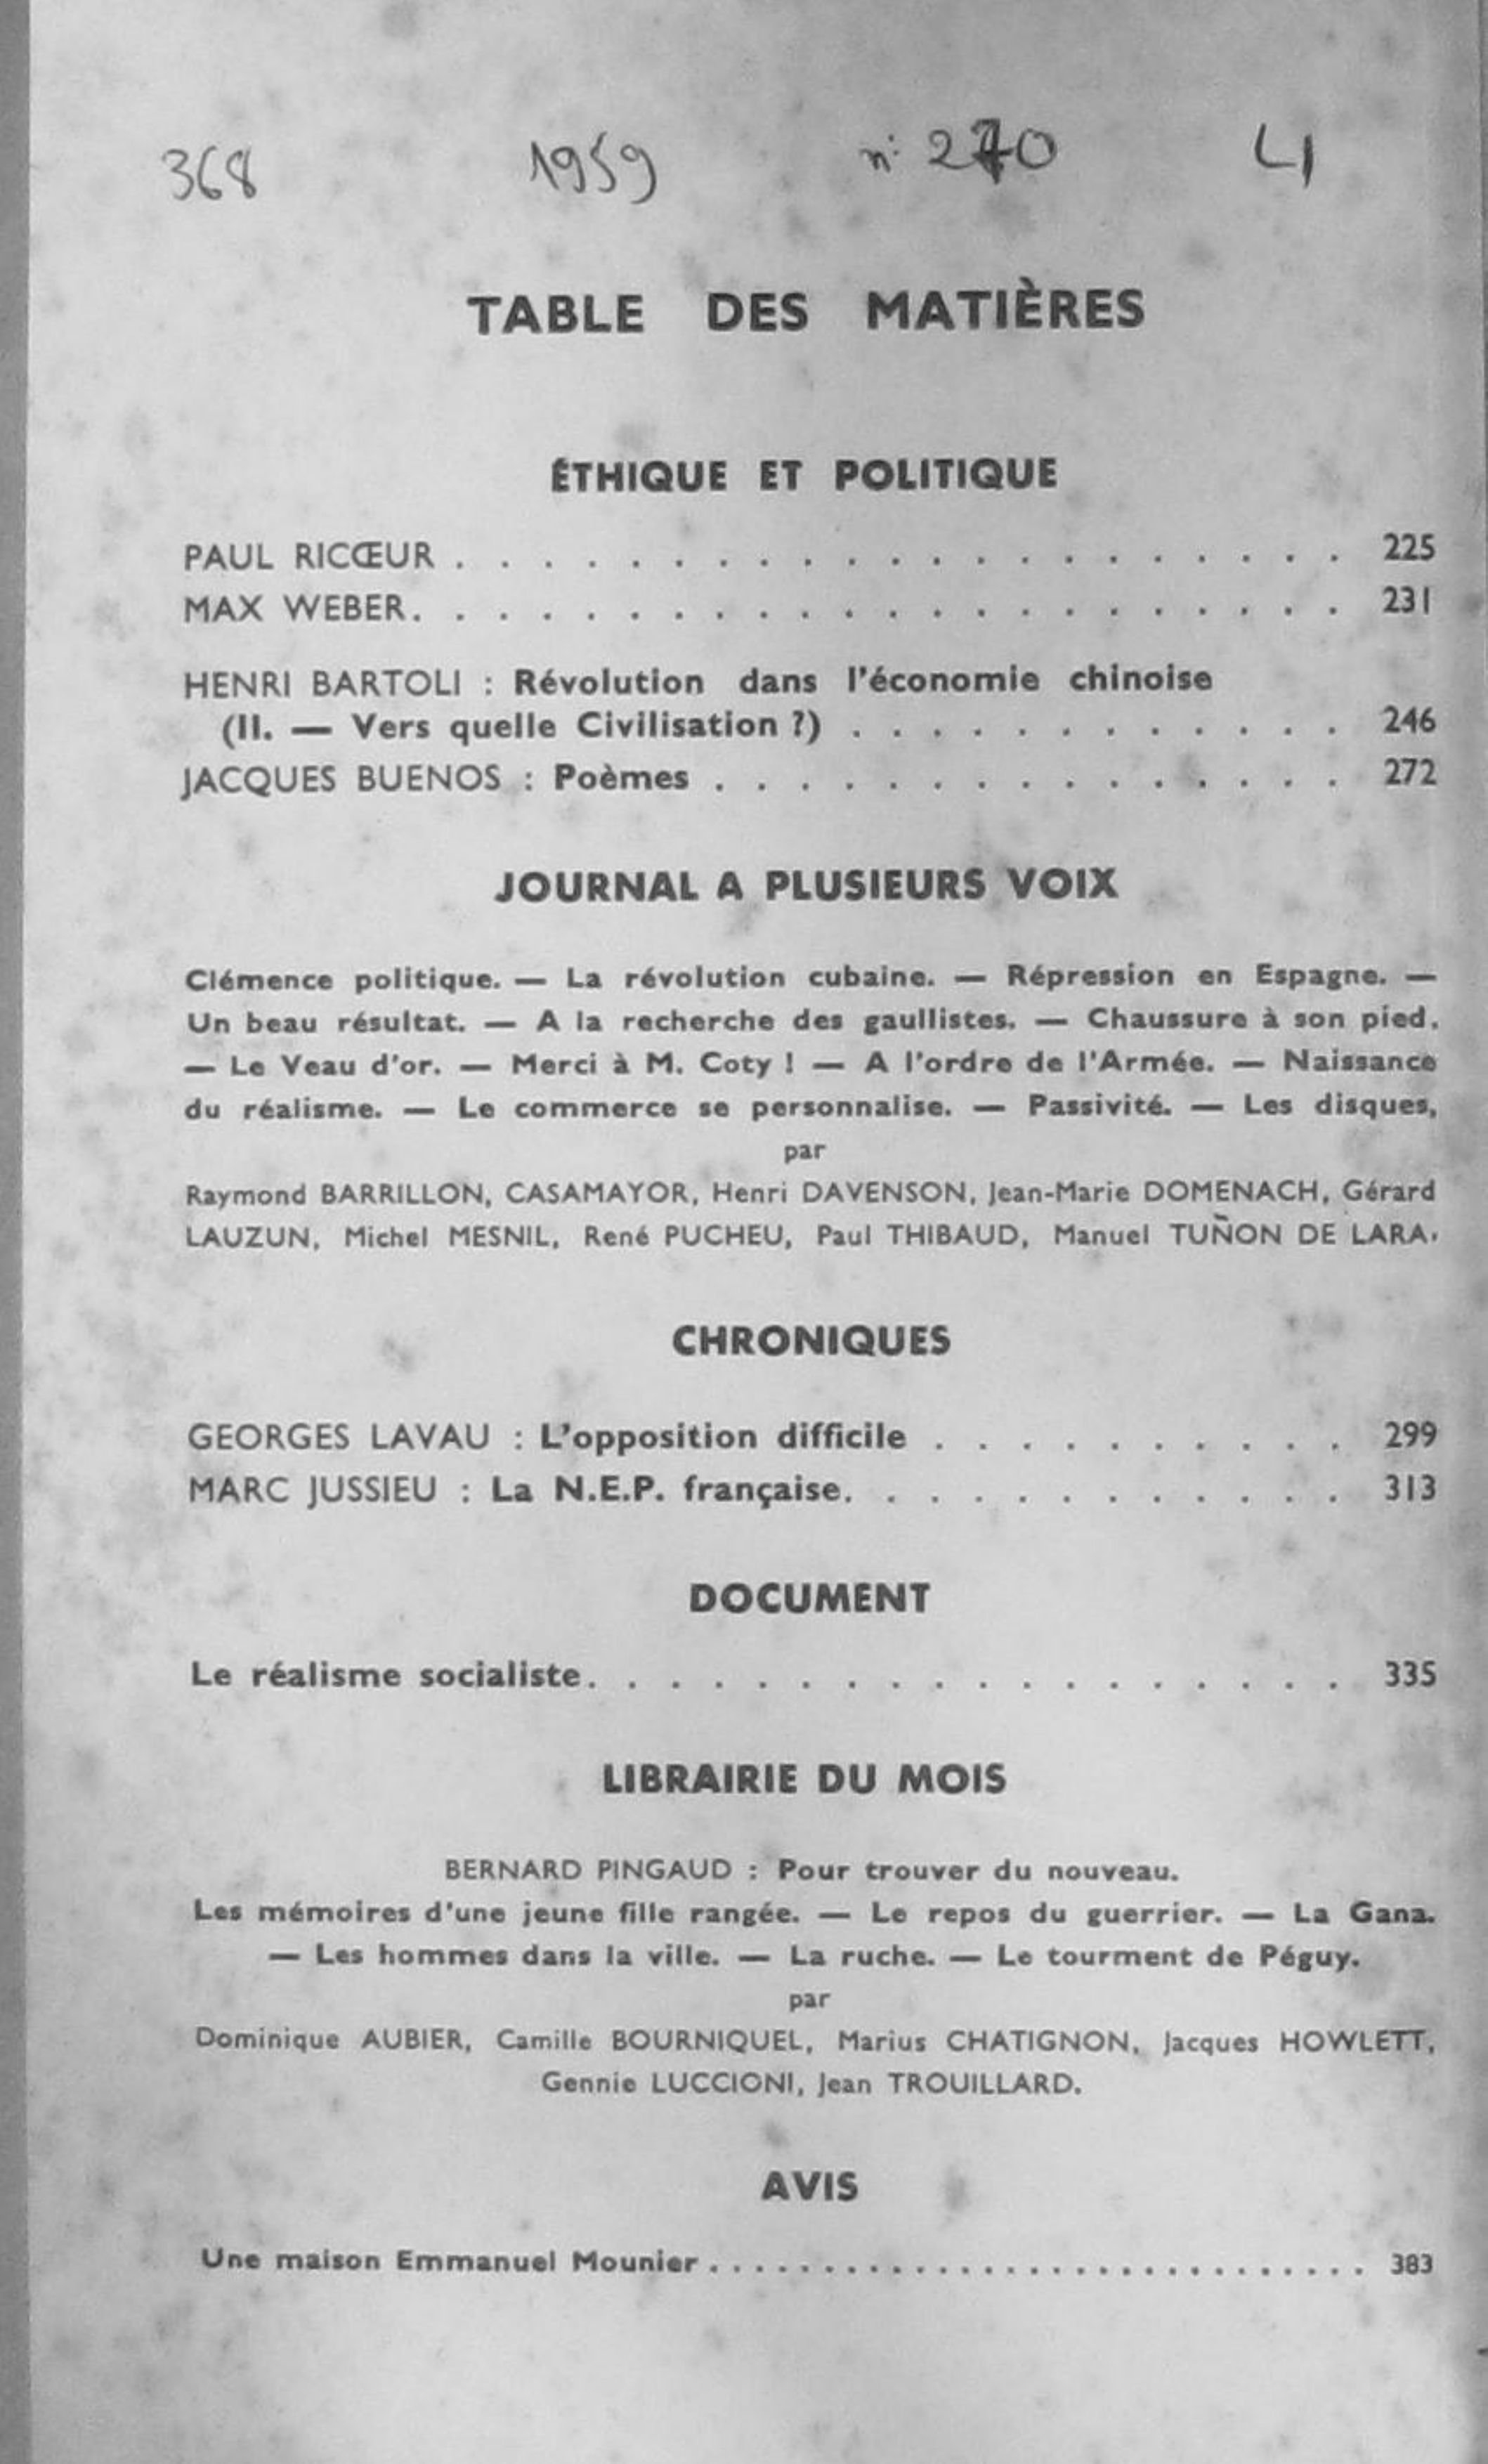 368 1959 n° 270 41
TABLE DES MATIÈRES
ÉTHIQUE ET POLITIQUE
PAUL RICŒUR . . . . . . . . . . . . . . . . . . . . . 225
MAX WEBER. . . . . . . . . . . . . . . . . . . . . . 231
HENRI BARTOLI : Révolution dans l'économie chinoise
(II. — Vers quelle Civilisation ?) . . . . . . . . . . . . 246
JACQUES BUENOS : Poèmes . . . . . . . . . . . . . . . 272
JOURNAL A PLUSIEURS VOIX
Clémence politique. — La révolution cubaine. — Répression en Espagne. —
Un beau résultat. — A la recherche des gaullistes. — Chaussure à son pied.
— Le Veau d'or. — Merci à M. Coty ! — A l'ordre de l'Armée. — Naissance
du réalisme. — Le commerce se personnalise. — Passivité. — Les disques,
par
Raymond BARRILLON, CASAMAYOR, Henri DAVENSON, Jean-Marie DOMENACH, Gérard
LAUZUN, Michel MESNIL, René PUCHEU, Paul THIBAUD, Manuel TUÑON DE LARA.
CHRONIQUES
GEORGES LAVAU : L'opposition difficile . . . . . . . . . . 299
MARC JUSSIEU : La N.E.P. française. . . . . . . . . . . . 313
DOCUMENT
Le réalisme socialiste. . . . . . . . . . . . . . . . . . 335
LIBRAIRIE DU MOIS
BERNARD PINGAUD : Pour trouver du nouveau.
Les mémoires d'une jeune fille rangée. — Le repos du guerrier. — La Gana.
— Les hommes dans la ville. — La ruche. — Le tourment de Péguy.
par
Dominique AUBIER, Camille BOURNIQUEL, Marius CHATIGNON, Jacques HOWLETT,
Gennie LUCCIONI, Jean TROUILLARD.
AVIS
Une maison Emmanuel Mounier . . . . . . . . . . . . . . . . . . . . . . . . . . . . . 383